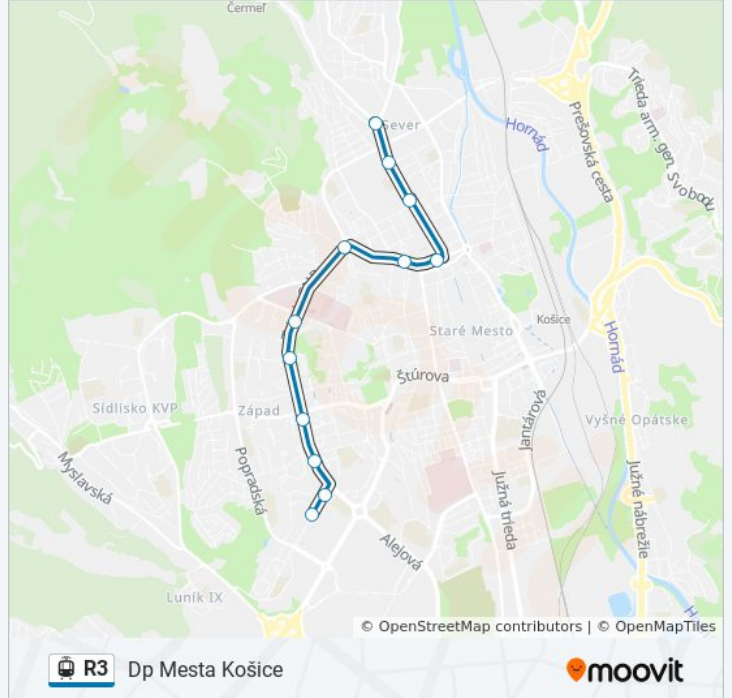 Čermeľ
Sever
Hornád
Prešovská cesta
Trieda arm. gen. Svobodu
Staré Mesto
Košice
Hornád
Štúrova
Sídlisko KVP
Západ
Jantárová
Vyšné Opátske
Myslavská
Popradská
Južná trieda
Južné nábrežie
Alejová
Luník IX
H
© OpenStreetMap contributors | © OpenMapTiles
R3 Dp Mesta Košice
moovit